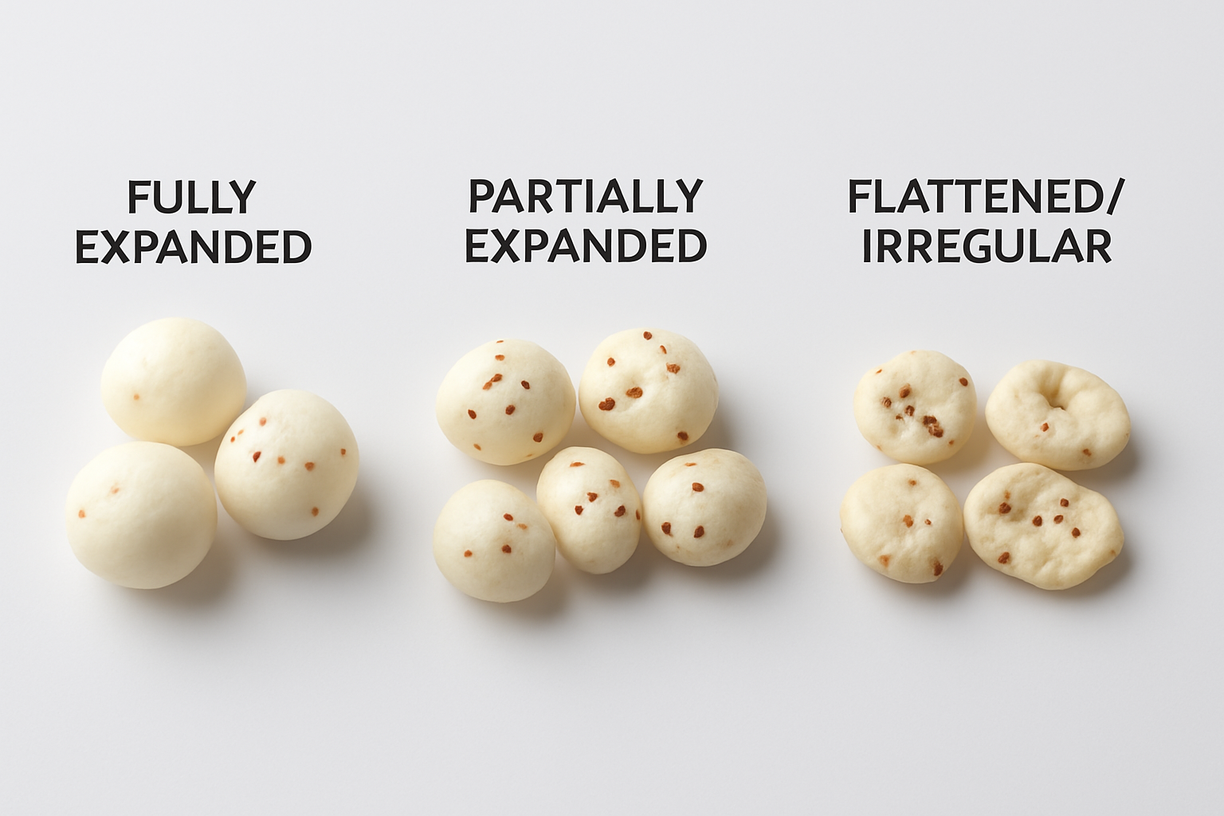 FULLY
EXPANDED
PARTIALLY
EXPANDED
FLATTENED/
IRREGULAR